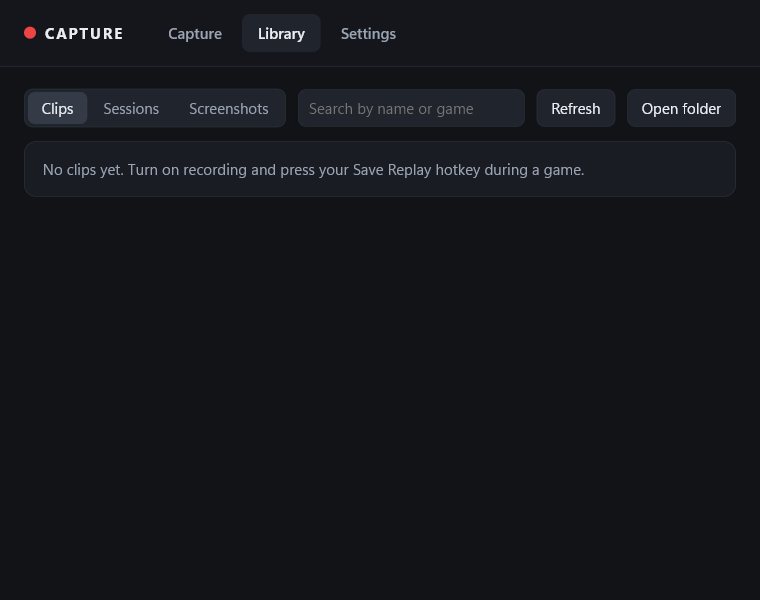 CAPTURE Capture Library Settings
Clips Sessions Screenshots Search by name or game Refresh Open folder
No clips yet. Turn on recording and press your Save Replay hotkey during a game.